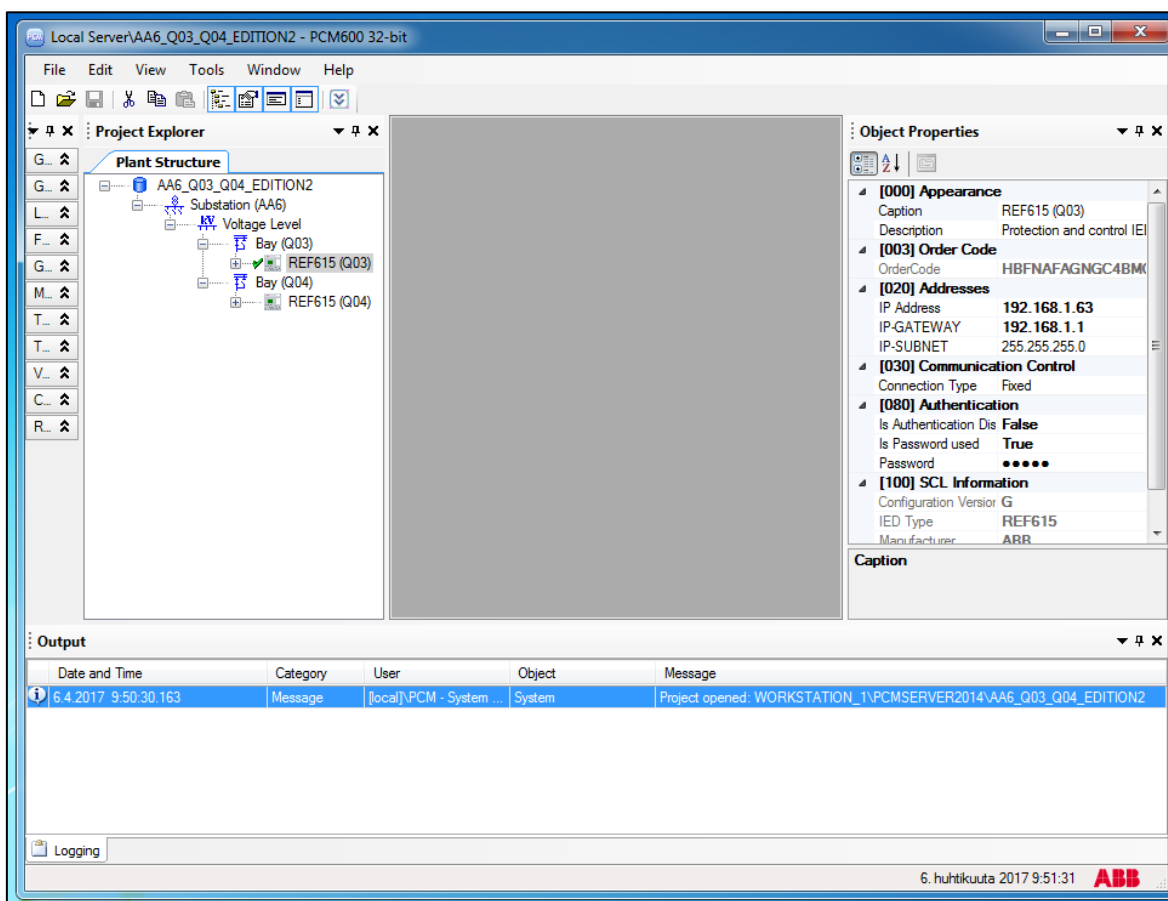 Local Server\AA6_Q03_Q04_EDITION2 - PCM600 32-bit
File Edit View Tools Window Help
Project Explorer
Plant Structure
G...
G...
L...
F...
G...
M...
T...
T...
V...
C...
R...
AA6_Q03_Q04_EDITION2
Substation (AA6)
Voltage Level
Bay (Q03)
REF615 (Q03)
Bay (Q04)
REF615 (Q04)
Object Properties
[000] Appearance
Caption REF615 (Q03)
Description Protection and control IEI
[003] Order Code
OrderCode HBFNAFAGNGC4BM
[020] Addresses
IP Address 192.168.1.63
IP-GATEWAY 192.168.1.1
IP-SUBNET 255.255.255.0
[030] Communication Control
Connection Type Fixed
[080] Authentication
Is Authentication Dis False
Is Password used True
Password ●●●●●
[100] SCL Information
Configuration Version G
IED Type REF615
Manufacturer ABB
Caption
Output
Date and Time Category User Object Message
6.4.2017 9:50:30.163 Message [local]\PCM - System ... System Project opened: WORKSTATION_1\PCMSERVER2014\AA6_Q03_Q04_EDITION2
Logging
6. huhtikuuta 2017 9:51:31 ABB